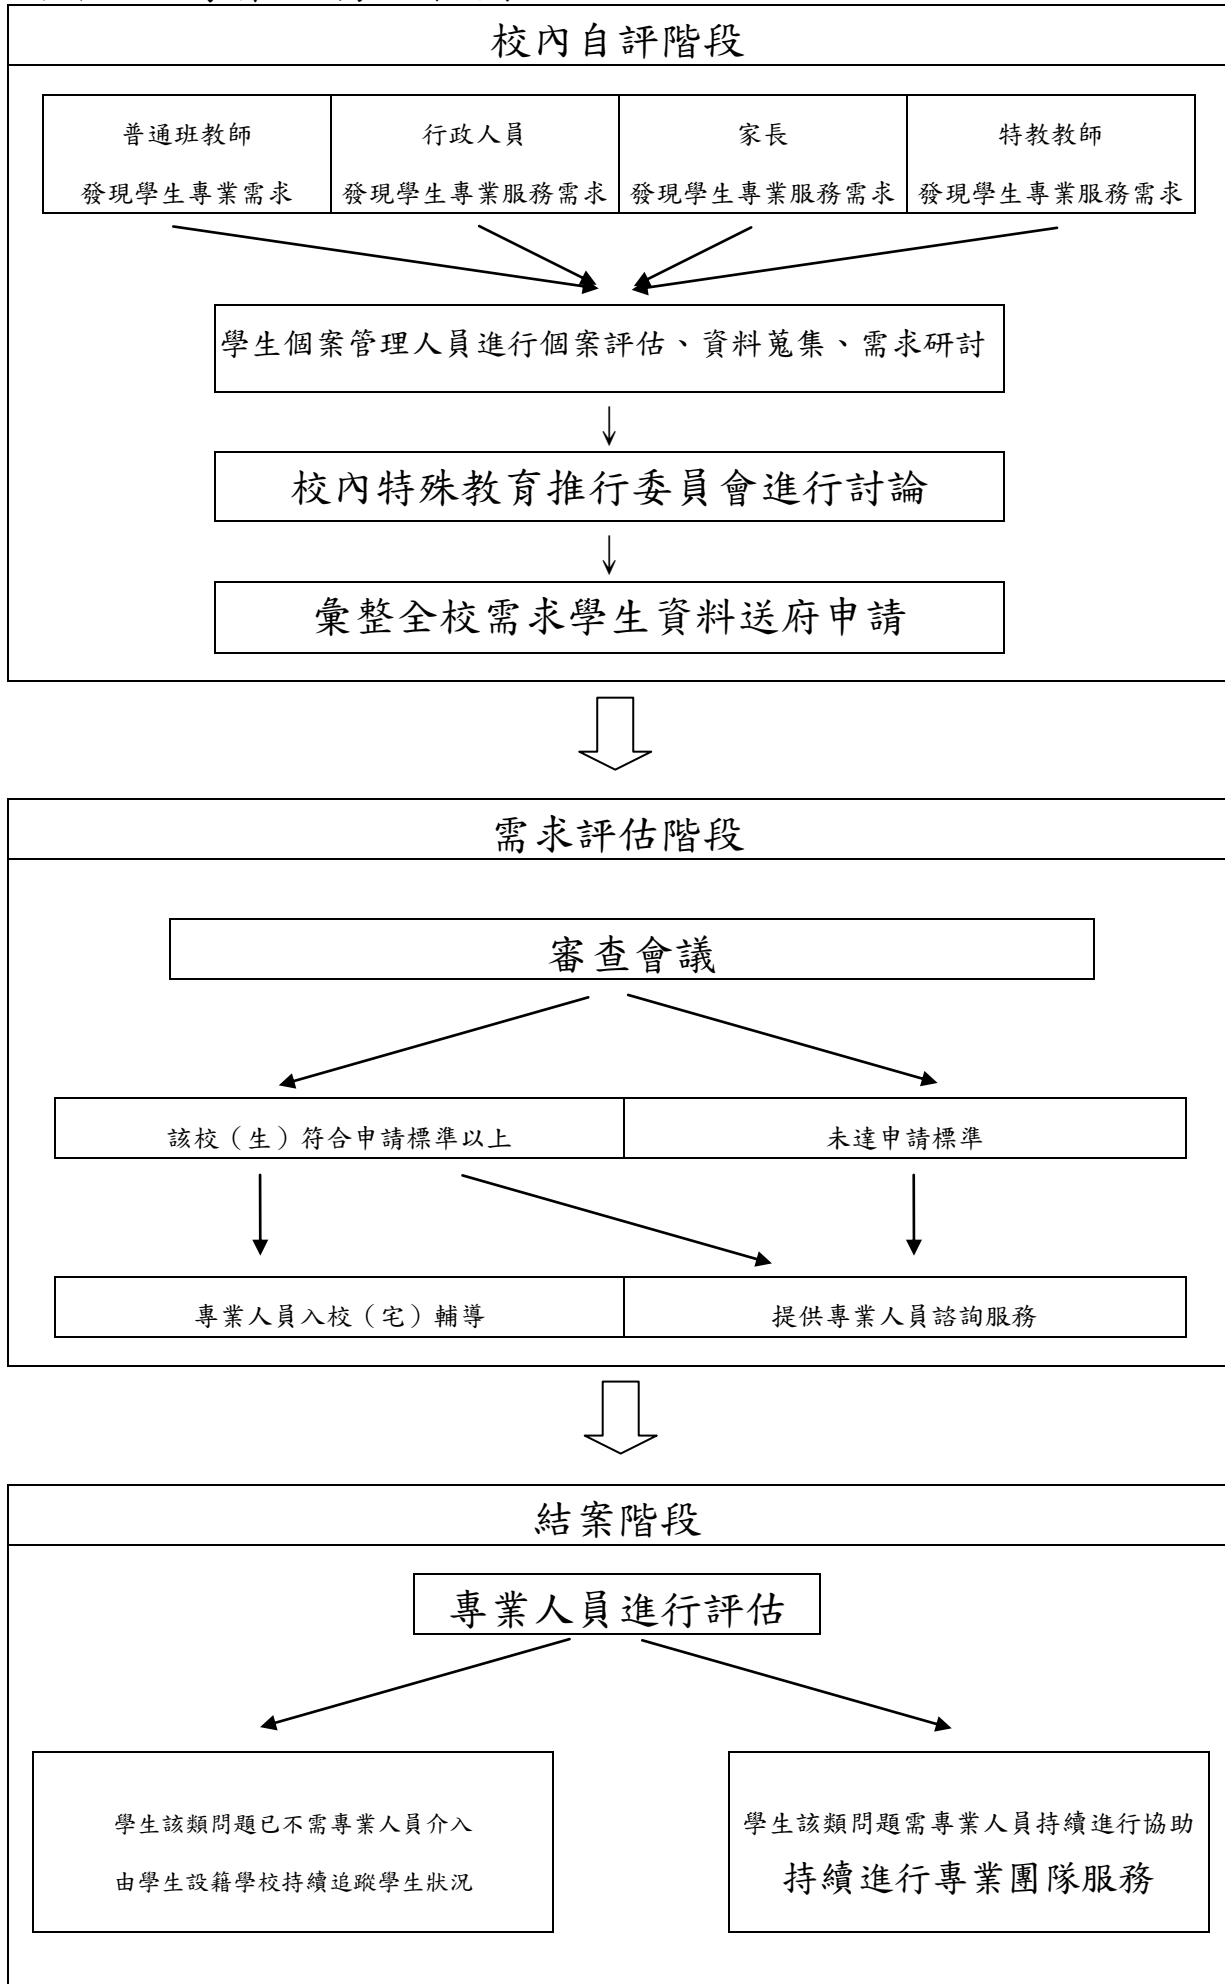 校內自評階段
普通班教師
發現學生專業需求
行政人員
發現學生專業服務需求
家長
發現學生專業服務需求
特教教師
發現學生專業服務需求
學生個案管理人員進行個案評估、資料蒐集、需求研討
↓
校內特殊教育推行委員會進行討論
↓
彙整全校需求學生資料送府申請
需求評估階段
審查會議
該校（生）符合申請標準以上
未達申請標準
專業人員入校（宅）輔導
提供專業人員諮詢服務
結案階段
專業人員進行評估
學生該類問題已不需專業人員介入
由學生設籍學校持續追蹤學生狀況
學生該類問題需專業人員持續進行協助
持續進行專業團隊服務